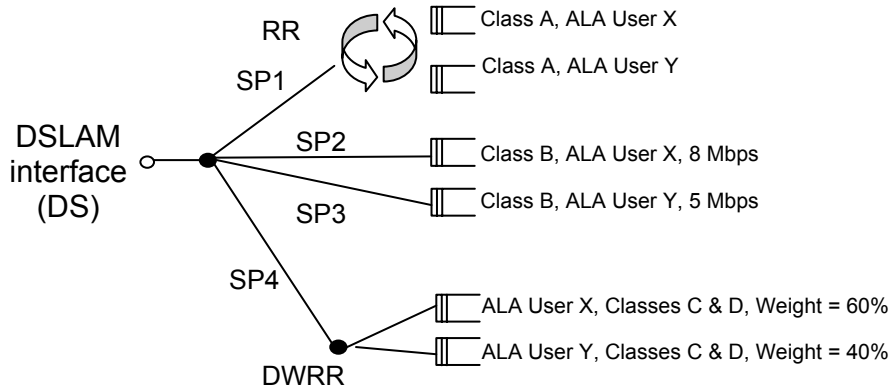 RR
Class A, ALA User X
Class A, ALA User Y
SP1
DSLAM
interface
(DS)
SP2
Class B, ALA User X, 8 Mbps
Class B, ALA User Y, 5 Mbps
SP3
SP4
ALA User X, Classes C & D, Weight = 60%
ALA User Y, Classes C & D, Weight = 40%
DWRR